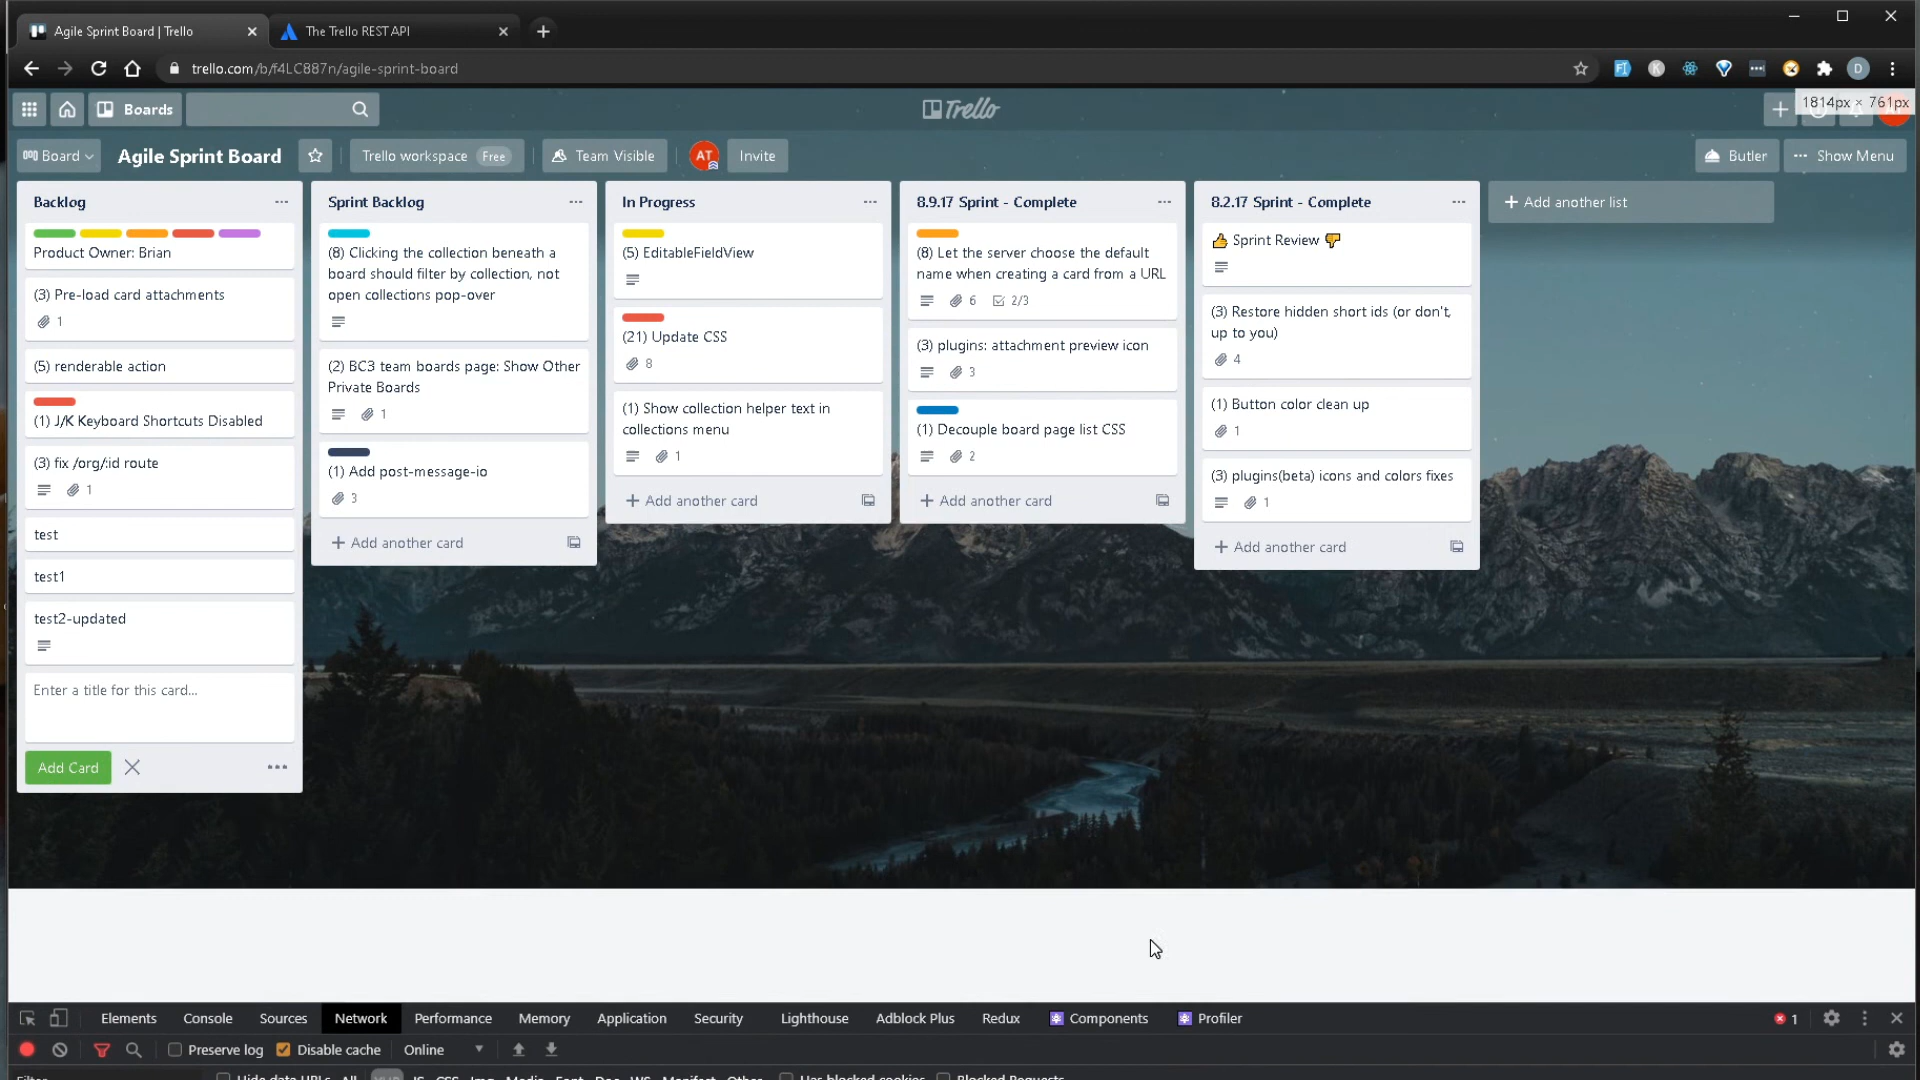 Agile Sprint Board | Trello
The Trello REST API
trello.com/b/f4LC887n/agile-sprint-board
Boards
Trello
1814px × 761px
Board
Agile Sprint Board
Trello workspace Free
Team Visible
AT
Invite
Butler
Show Menu
Backlog
Product Owner: Brian
(3) Pre-load card attachments
1
(5) renderable action
(1) J/K Keyboard Shortcuts Disabled
(3) fix /org/:id route
1
test
test1
test2-updated
Enter a title for this card...
Add Card
Sprint Backlog
(8) Clicking the collection beneath a
board should filter by collection, not
open collections pop-over
(2) BC3 team boards page: Show Other
Private Boards
1
(1) Add post-message-io
3
Add another card
In Progress
(5) EditableFieldView
(21) Update CSS
8
(1) Show collection helper text in
collections menu
1
Add another card
8.9.17 Sprint - Complete
(8) Let the server choose the default
name when creating a card from a URL
6 2/3
(3) plugins: attachment preview icon
3
(1) Decouple board page list CSS
2
Add another card
8.2.17 Sprint - Complete
Sprint Review
(3) Restore hidden short ids (or don't,
up to you)
4
(1) Button color clean up
1
(3) plugins(beta) icons and colors fixes
1
Add another card
Add another list
Elements Console Sources Network Performance Memory Application Security Lighthouse Adblock Plus Redux Components Profiler 1
Preserve log Disable cache Online